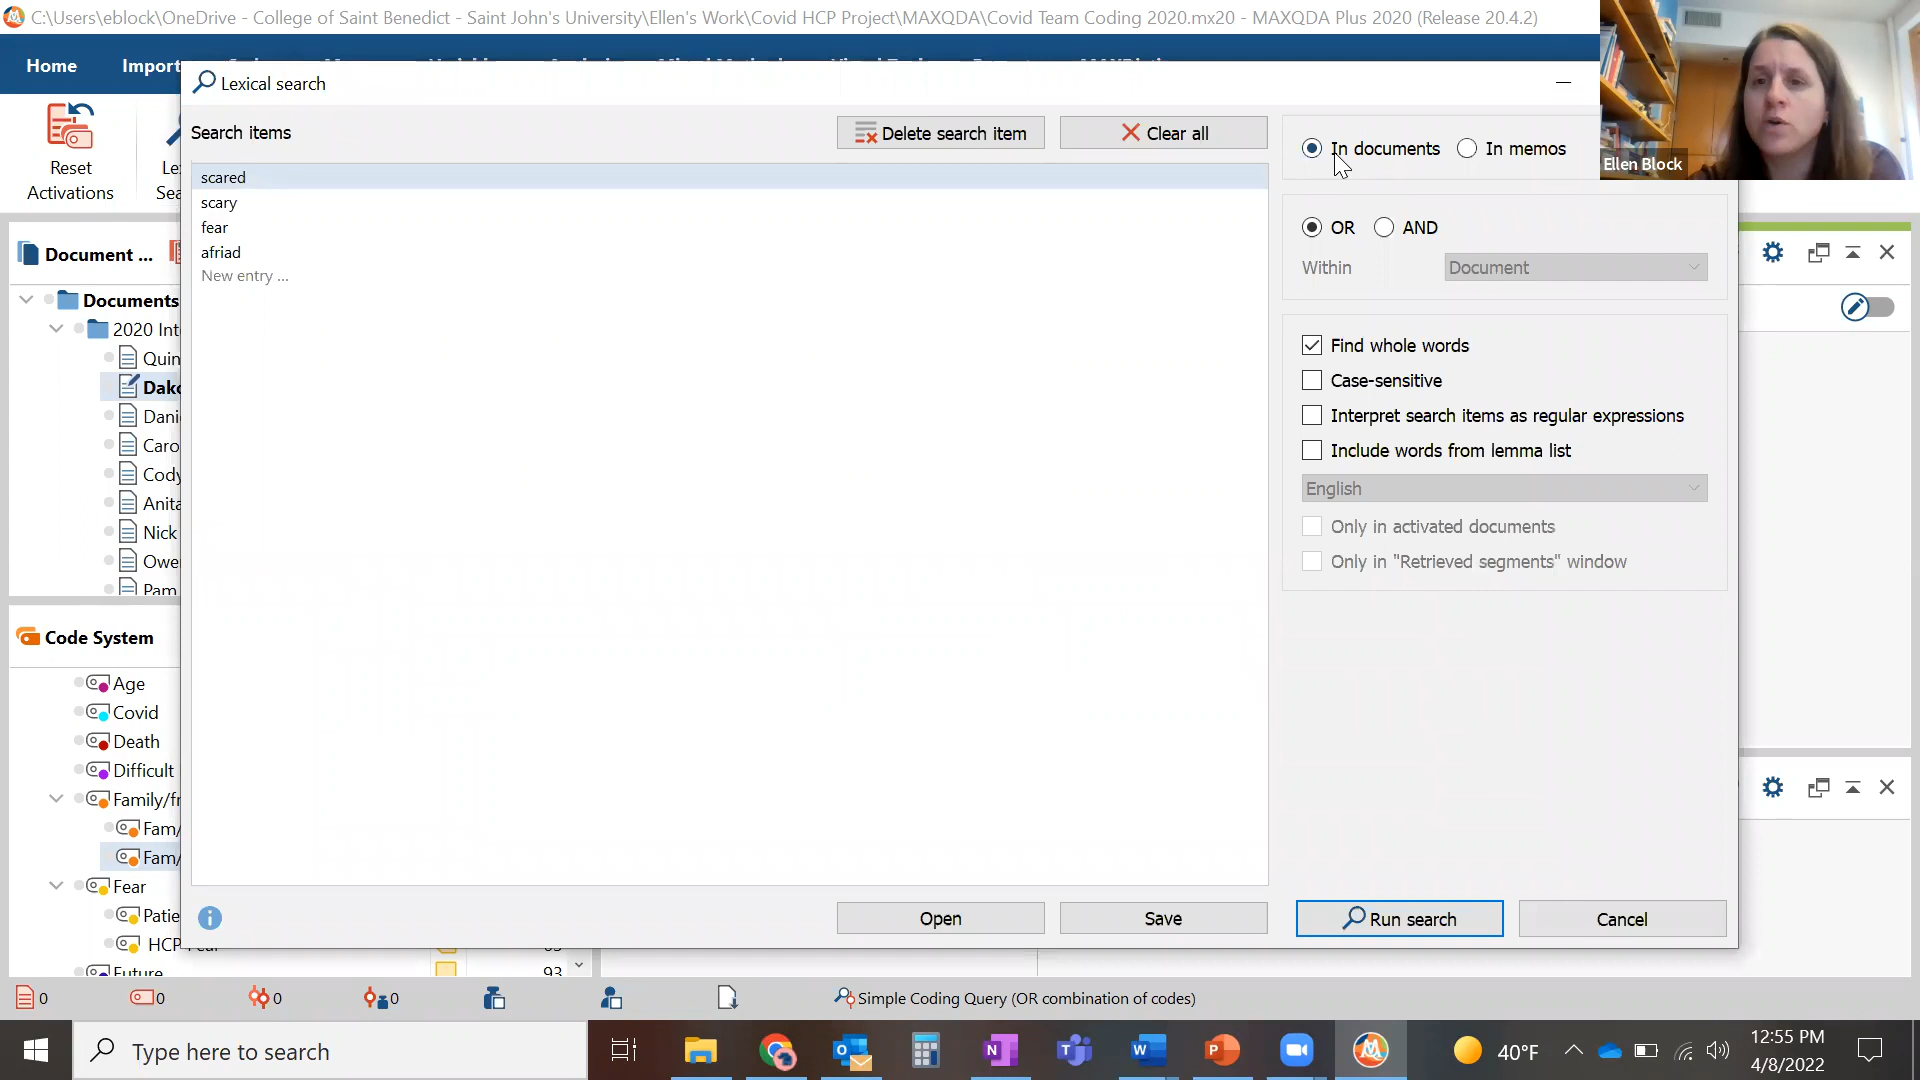 C:\Users\eblock\OneDrive - College of Saint Benedict - Saint John's University\Ellen's Work\Covid HCP Project\MAXQDA\Covid Team Coding 2020.mx20 - MAXQDA Plus 2020 (Release 20.4.2)
Home Import
Lexical search
Reset
Activations
Search items
Delete search item
Clear all
In documents
In memos
Ellen Block
scared
scary
fear
afriad
New entry ...
OR
AND
Within
Document
Find whole words
Case-sensitive
Interpret search items as regular expressions
Include words from lemma list
English
Only in activated documents
Only in "Retrieved segments" window
Open
Save
Run search
Cancel
Document ...
Documents
2020 Int
Quin
Dako
Dani
Caro
Cody
Anita
Nick
Owe
Pam
Code System
Age
Covid
Death
Difficult
Family/fr
Fam/
Fam/
Fear
Patie
HCP Fear
Future
93
0
0
0
0
Simple Coding Query (OR combination of codes)
Type here to search
40°F
12:55 PM
4/8/2022